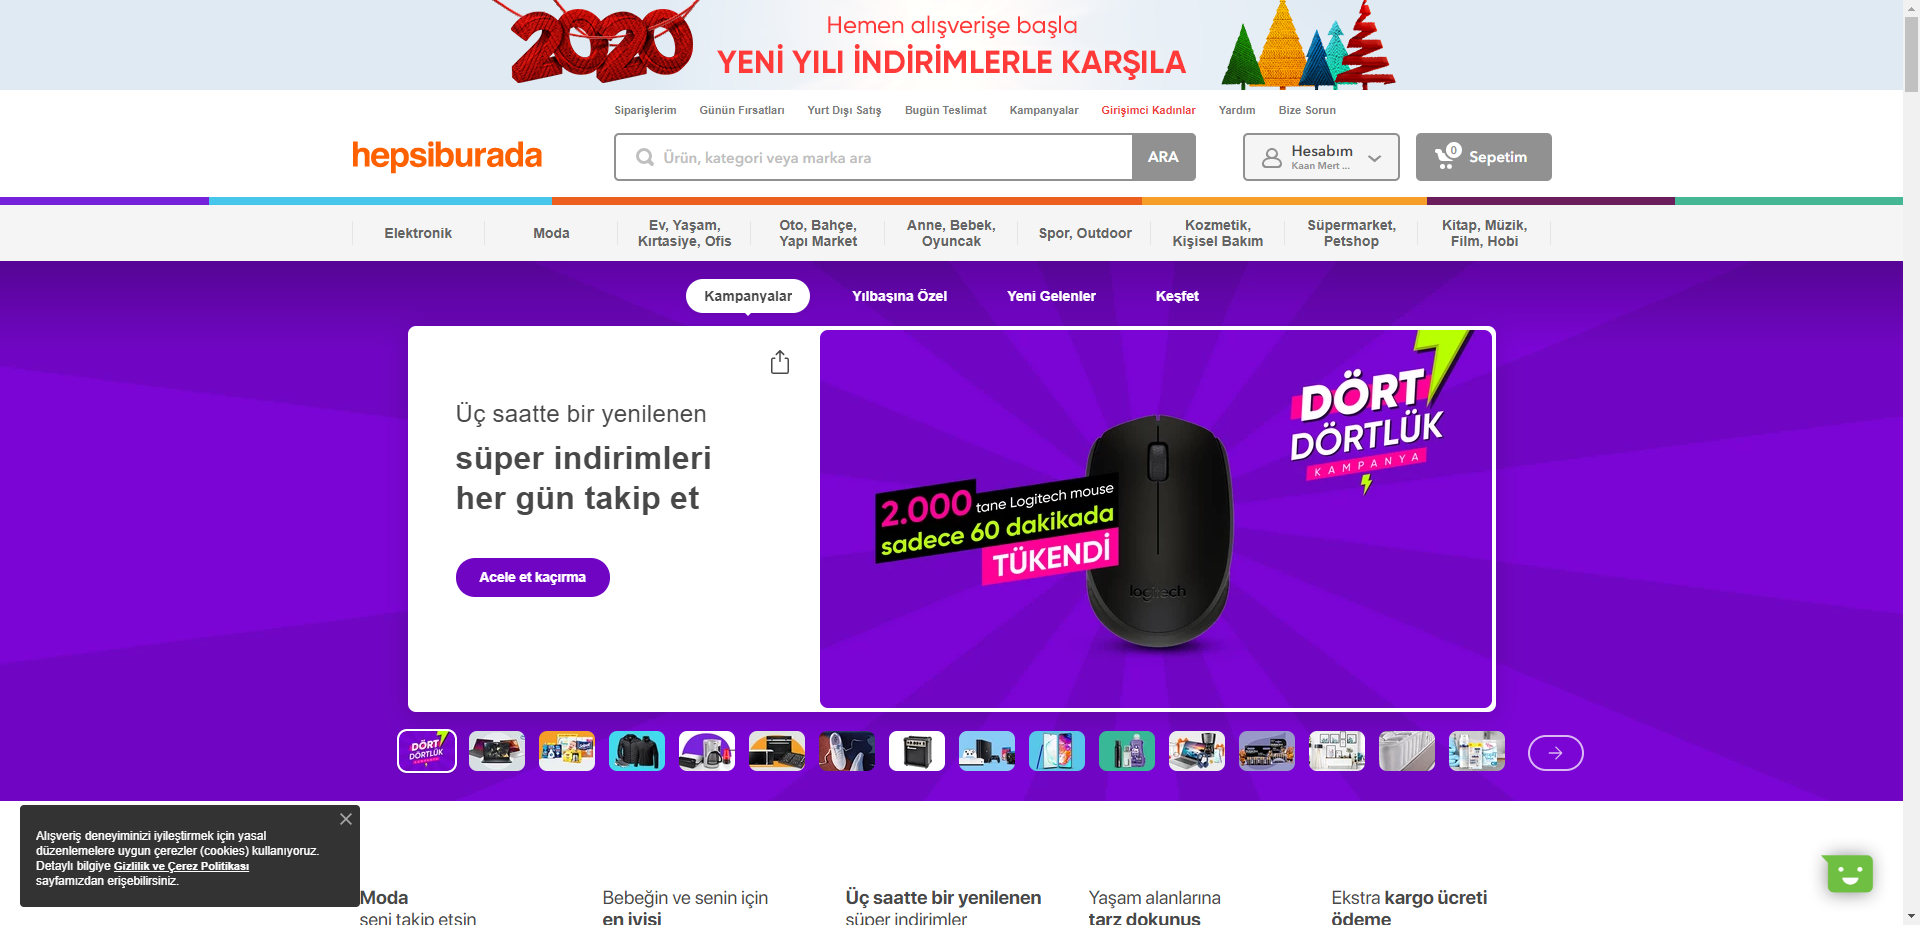 2020
Hemen alışverişe başla
YENİ YILI İNDİRİMLERLE KARŞILA
Siparişlerim
Günün Fırsatları
Yurt Dışı Satış
Bugün Teslimat
Kampanyalar
Girişimci Kadınlar
Yardım
Bize Sorun
hepsiburada
Ürün, kategori veya marka ara
ARA
Hesabım
Kaan Mert ...
0
Sepetim
Elektronik
Moda
Ev, Yaşam,
Kırtasiye, Ofis
Oto, Bahçe,
Yapı Market
Anne, Bebek,
Oyuncak
Spor, Outdoor
Kozmetik,
Kişisel Bakım
Süpermarket,
Petshop
Kitap, Müzik,
Film, Hobi
Kampanyalar
Yılbaşına Özel
Yeni Gelenler
Keşfet
Üç saatte bir yenilenen
süper indirimleri
her gün takip et
Acele et kaçırma
DÖRT
DÖRTLÜK
KAMPANYA
2.000 tane Logitech mouse
sadece 60 dakikada
TÜKENDİ
logitech
DÖRT
DÖRTLÜK
Alışveriş deneyiminizi iyileştirmek için yasal
düzenlemelere uygun çerezler (cookies) kullanıyoruz.
Detaylı bilgiye Gizlilik ve Çerez Politikası
sayfamızdan erişebilirsiniz.
Moda
seni takip etsin
Bebeğin ve senin için
en iyisi
Üç saatte bir yenilenen
süper indirimler
Yaşam alanlarına
tarz dokunuş
Ekstra kargo ücreti
ödeme